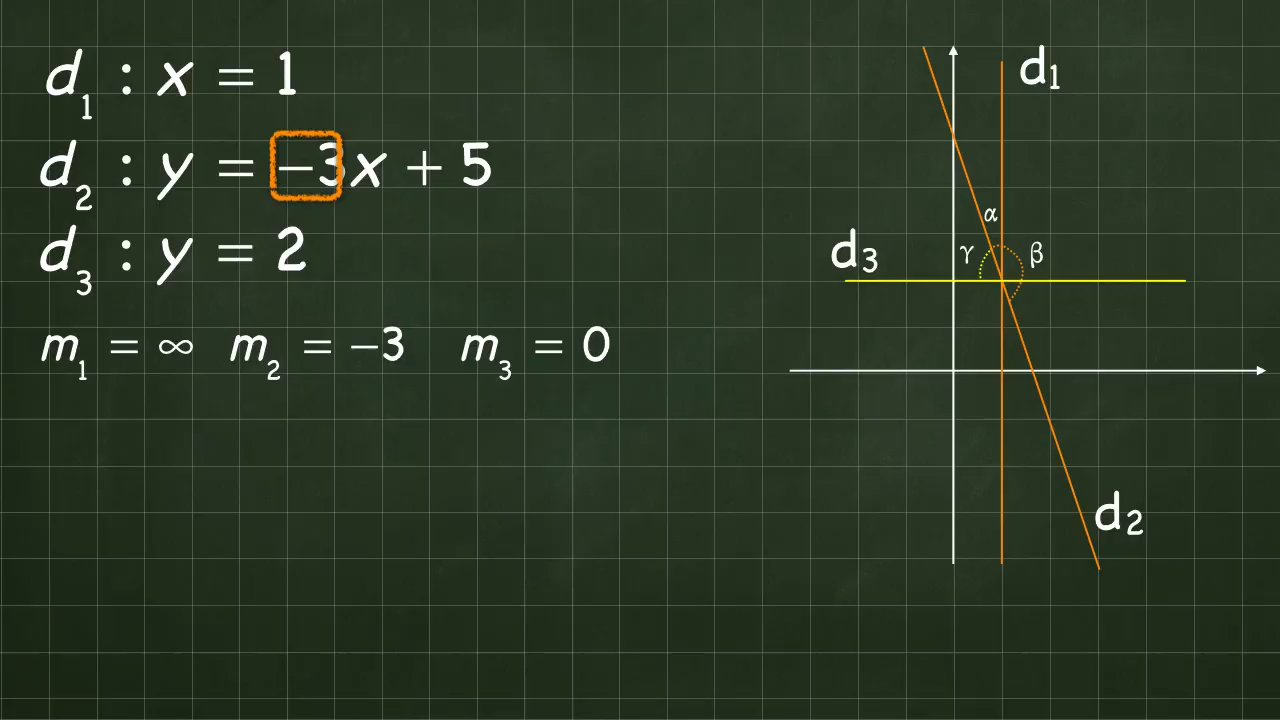 d₁ : x = 1
d₂ : y = −3x + 5
d₃ : y = 2
m₁ = ∞ m₂ = −3 m₃ = 0
d₁
α
d₃ γ β
d₂